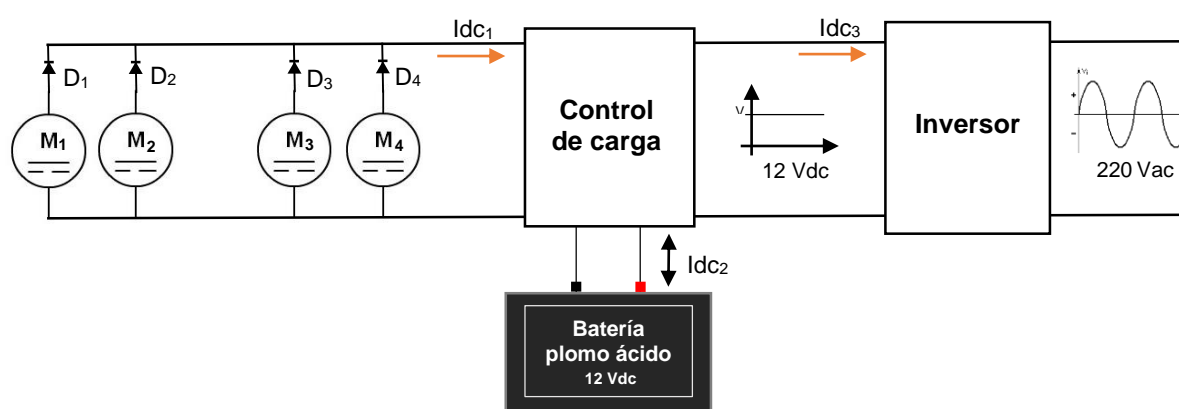 Idc1
Idc3
D1
D2
D3
D4
M1
M2
M3
M4
Control
de carga
V
12 Vdc
Inversor
+
−
220 Vac
Idc2
Batería
plomo ácido
12 Vdc